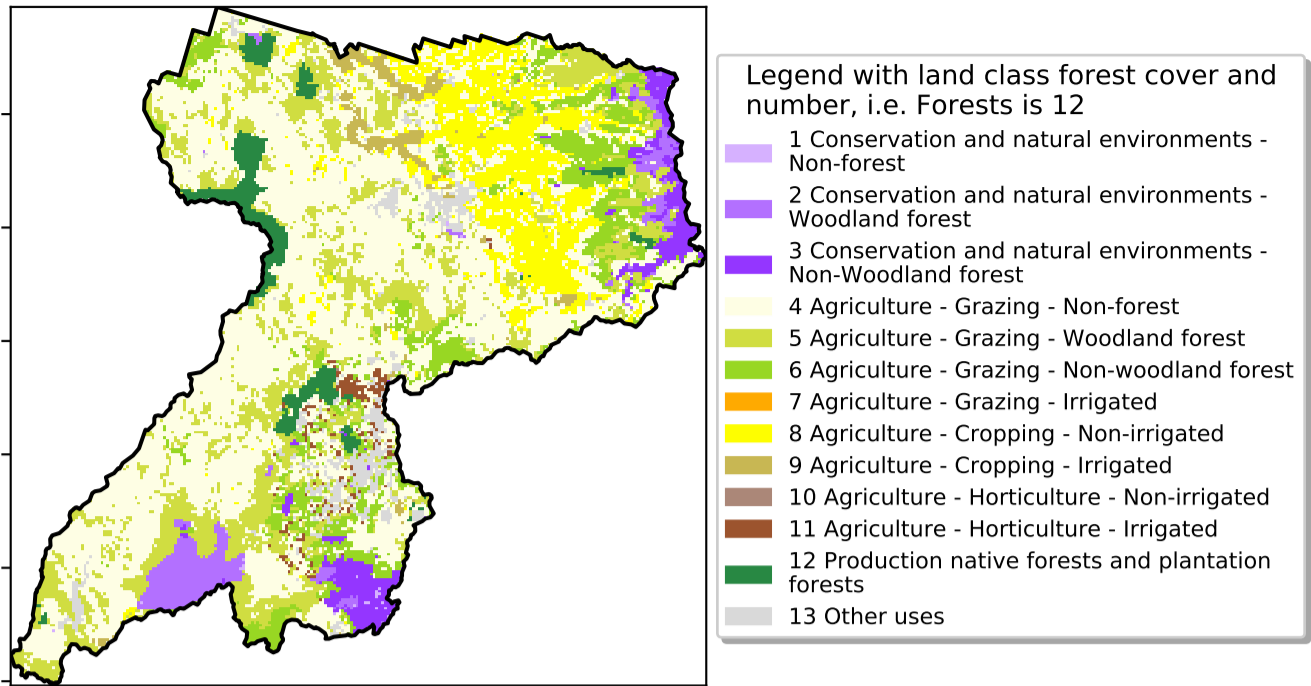 Legend with land class forest cover and
number, i.e. Forests is 12
1 Conservation and natural environments -
Non-forest
2 Conservation and natural environments -
Woodland forest
3 Conservation and natural environments -
Non-Woodland forest
4 Agriculture - Grazing - Non-forest
5 Agriculture - Grazing - Woodland forest
6 Agriculture - Grazing - Non-woodland forest
7 Agriculture - Grazing - Irrigated
8 Agriculture - Cropping - Non-irrigated
9 Agriculture - Cropping - Irrigated
10 Agriculture - Horticulture - Non-irrigated
11 Agriculture - Horticulture - Irrigated
12 Production native forests and plantation
forests
13 Other uses